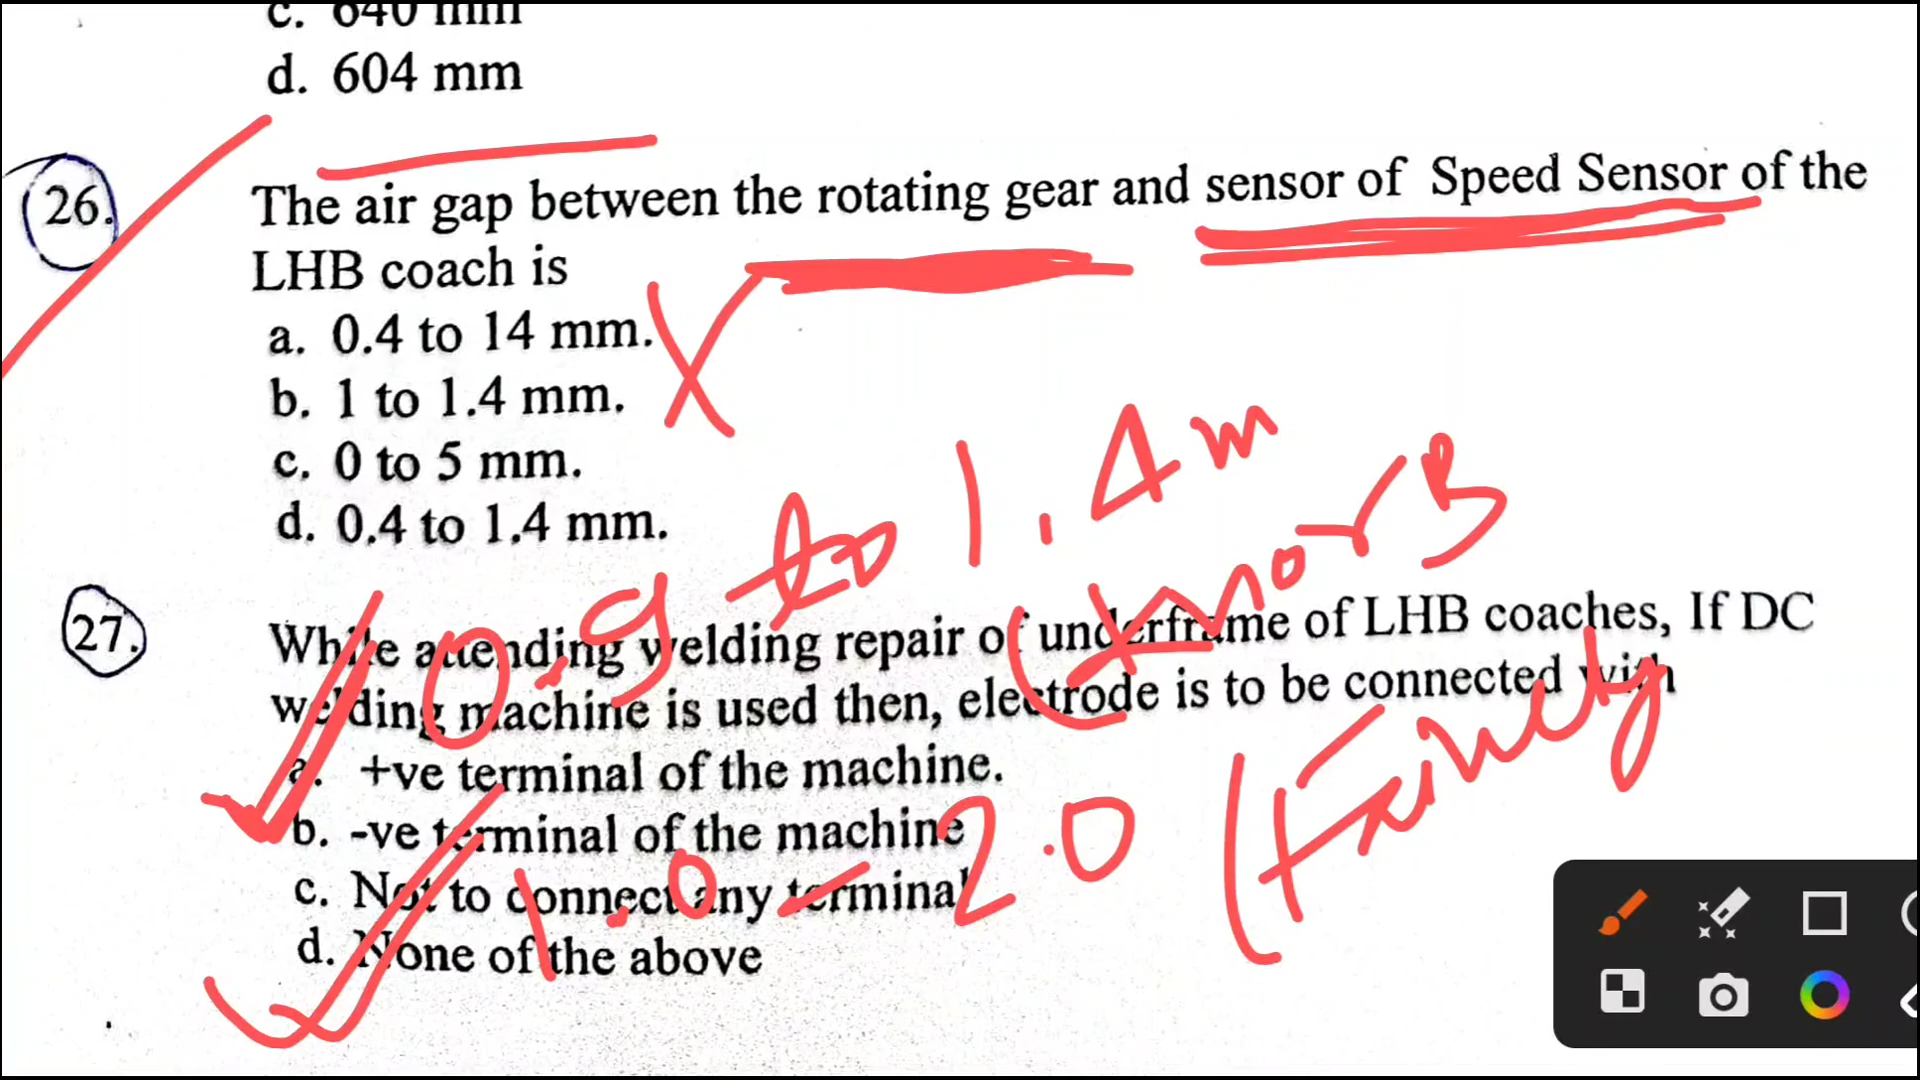 c. 640 mm
d. 604 mm
26. The air gap between the rotating gear and sensor of Speed Sensor of the
LHB coach is
a. 0.4 to 14 mm.
b. 1 to 1.4 mm.
c. 0 to 5 mm.
d. 0.4 to 1.4 mm.
0.9 to 1.4 m
(KnorB
27. While attending welding repair of underframe of LHB coaches, If DC
welding machine is used then, electrode is to be connected with
a. +ve terminal of the machine.
b. -ve terminal of the machine
c. Not to connect any terminal
d. None of the above
1.0 - 2.0